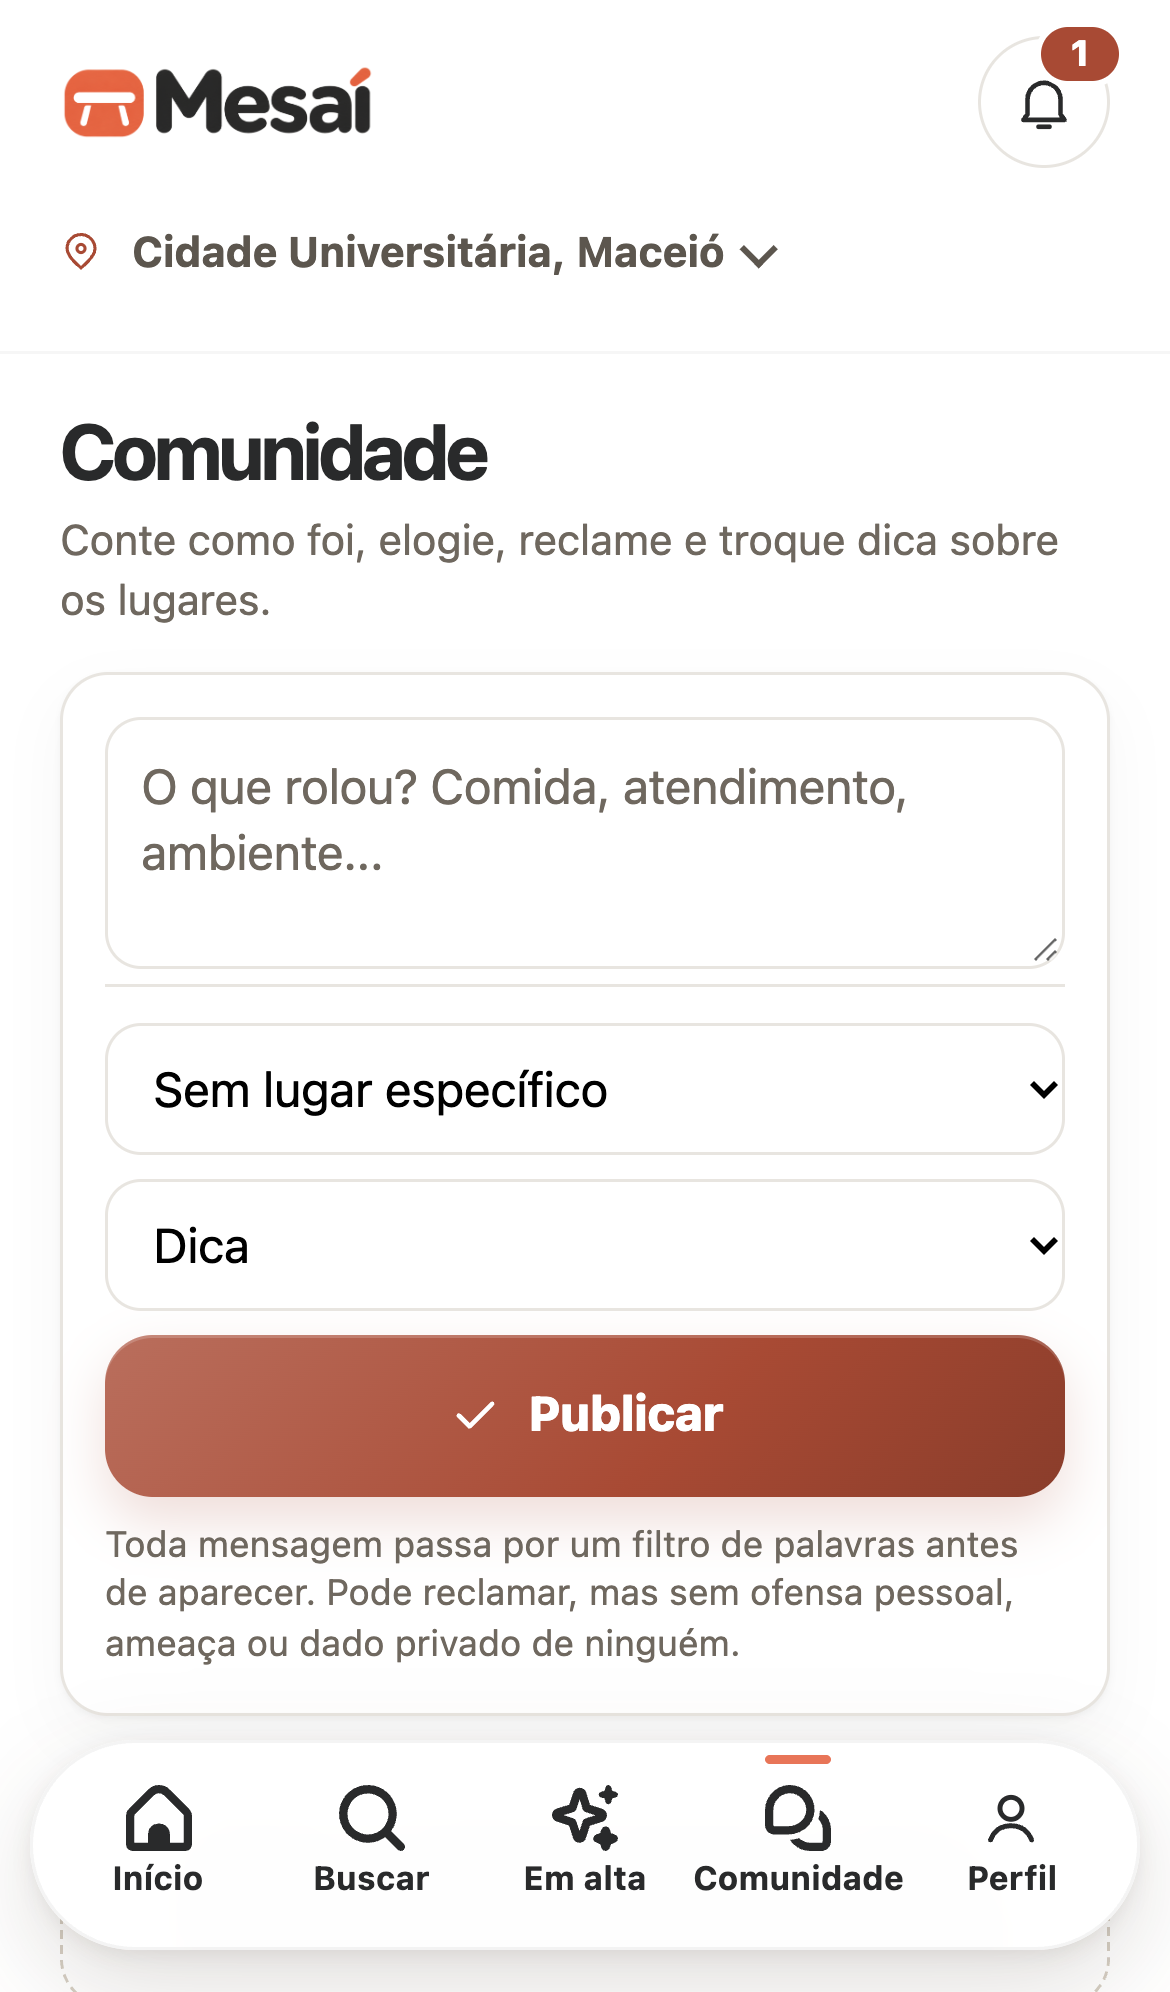 1
Mesaí
Cidade Universitária, Maceió
Comunidade
Conte como foi, elogie, reclame e troque dica sobre
os lugares.
O que rolou? Comida, atendimento,
ambiente...
Sem lugar específico
Dica
Publicar
Toda mensagem passa por um filtro de palavras antes
de aparecer. Pode reclamar, mas sem ofensa pessoal,
ameaça ou dado privado de ninguém.
Início
Buscar
Em alta
Comunidade
Perfil